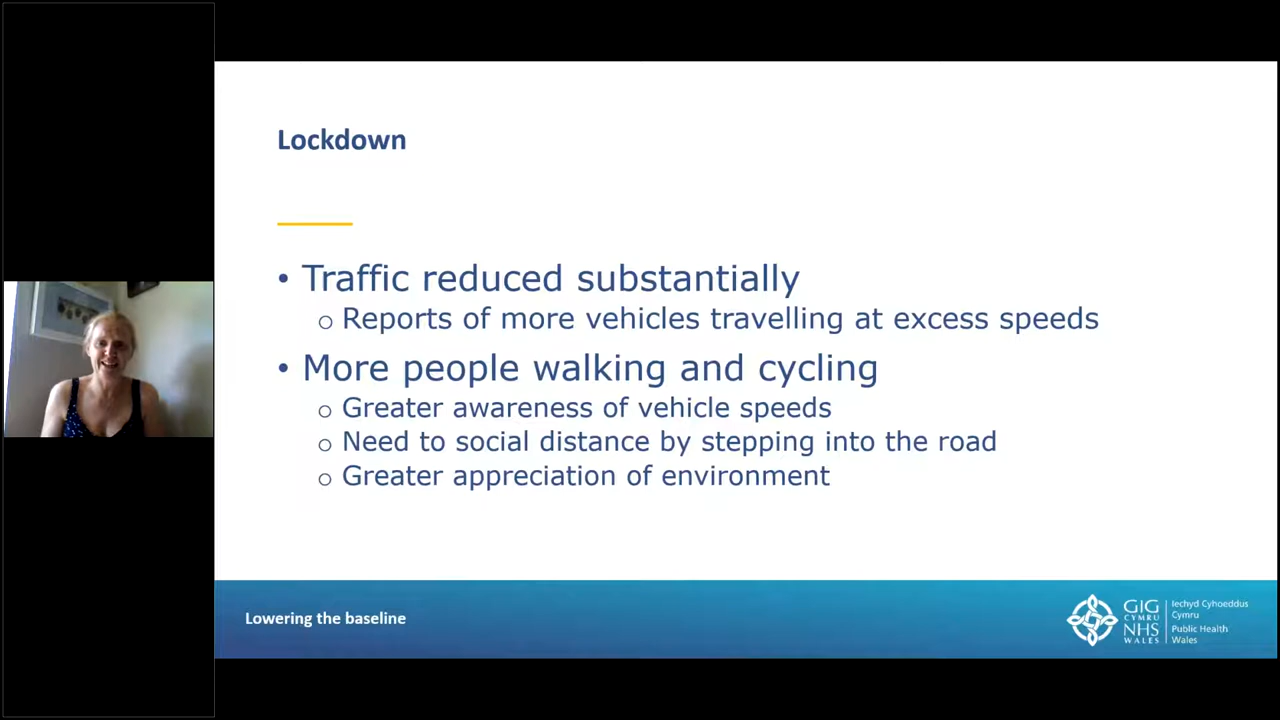 Lockdown
• Traffic reduced substantially
o Reports of more vehicles travelling at excess speeds
• More people walking and cycling
o Greater awareness of vehicle speeds
o Need to social distance by stepping into the road
o Greater appreciation of environment
Lowering the baseline
GIG
CYMRU
NHS
WALES
Iechyd Cyhoeddus
Cymru
Public Health
Wales